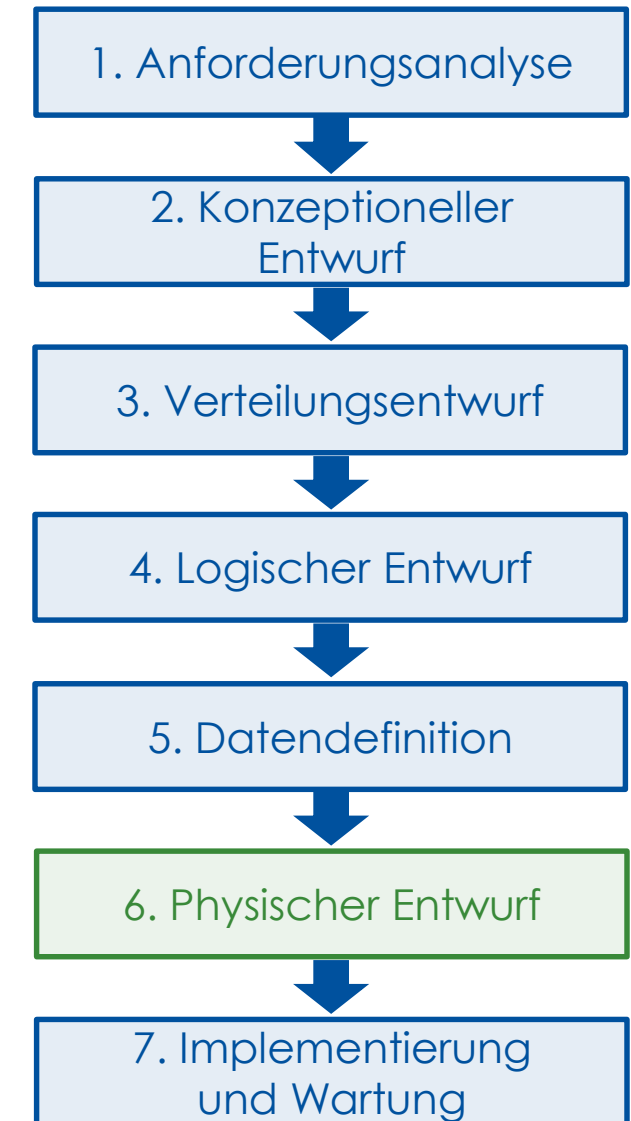 1. Anforderungsanalyse
2. Konzeptioneller
Entwurf
3. Verteilungsentwurf
4. Logischer Entwurf
5. Datendefinition
6. Physischer Entwurf
7. Implementierung
und Wartung